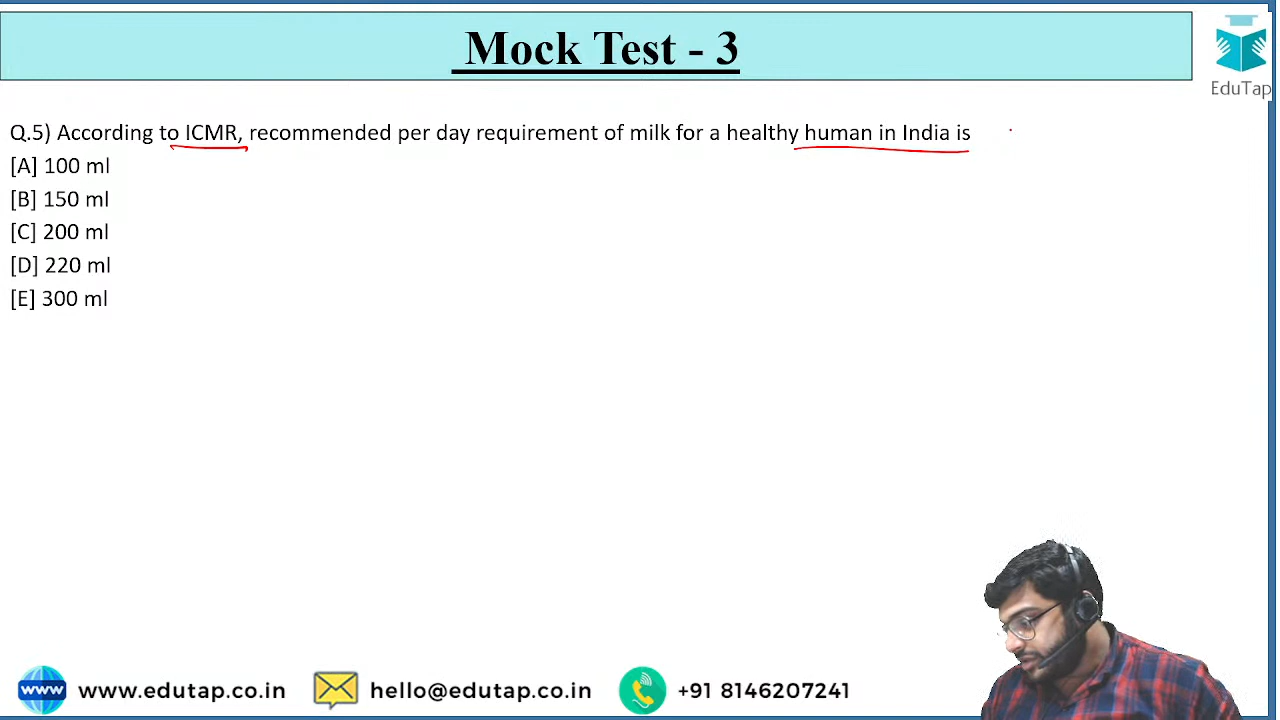 Mock Test - 3
EduTap
Q.5) According to ICMR, recommended per day requirement of milk for a healthy human in India is
[A] 100 ml
[B] 150 ml
[C] 200 ml
[D] 220 ml
[E] 300 ml
www www.edutap.co.in hello@edutap.co.in +91 8146207241